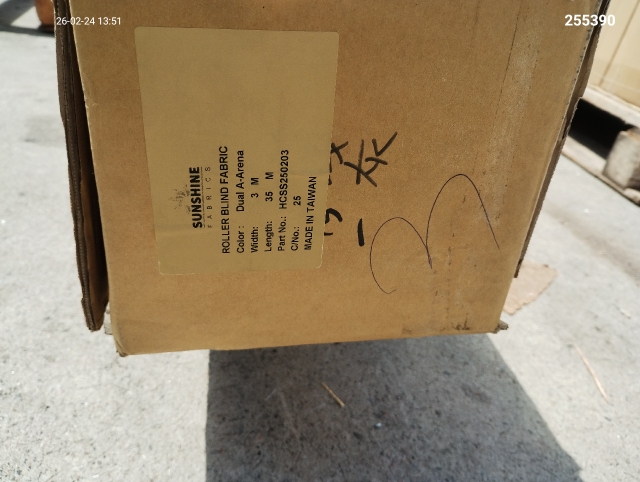 26-02-24 13:51
255390
SUNSHINE
FABRICS
ROLLER BLIND FABRIC
Color : Dual A-Arena
Width: 3 M
Length: 35 M
Part No.: HCSS250203
C/No.: 25
MADE IN TAIWAN